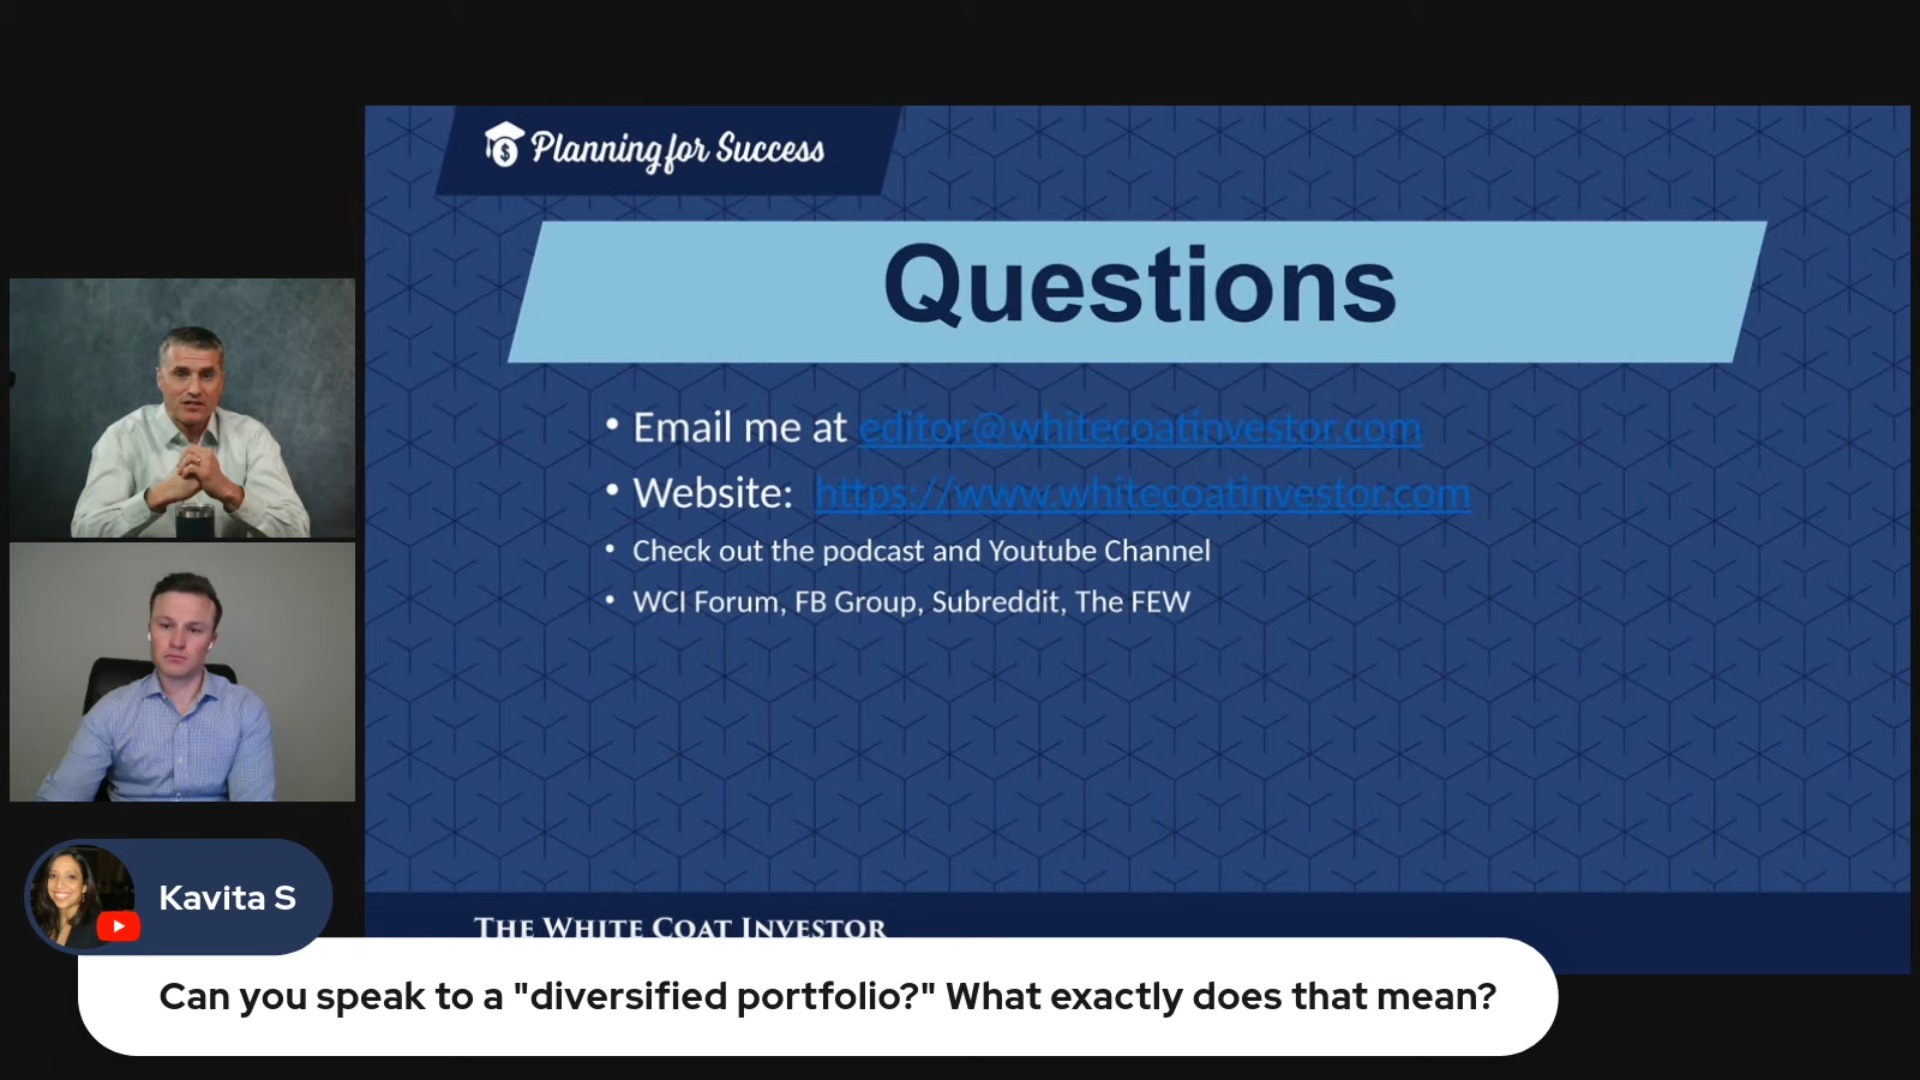 Planning for Success
Questions
• Email me at editor@whitecoatinvestor.com
• Website: https://www.whitecoatinvestor.com
• Check out the podcast and Youtube Channel
• WCI Forum, FB Group, Subreddit, The FEW
THE WHITE COAT INVESTOR
Kavita S
Can you speak to a "diversified portfolio?" What exactly does that mean?